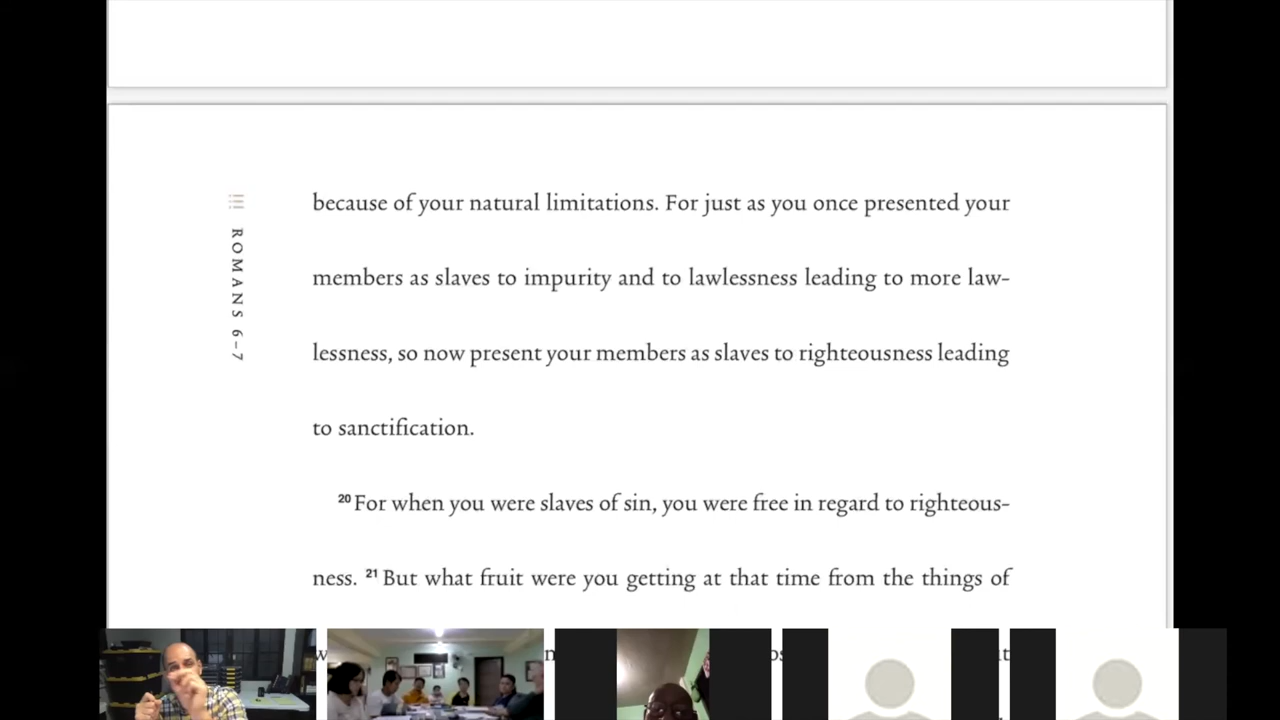 because of your natural limitations. For just as you once presented your
members as slaves to impurity and to lawlessness leading to more law-
lessness, so now present your members as slaves to righteousness leading
to sanctification.
20 For when you were slaves of sin, you were free in regard to righteous-
ness. 21 But what fruit were you getting at that time from the things of
ROMANS 6–7